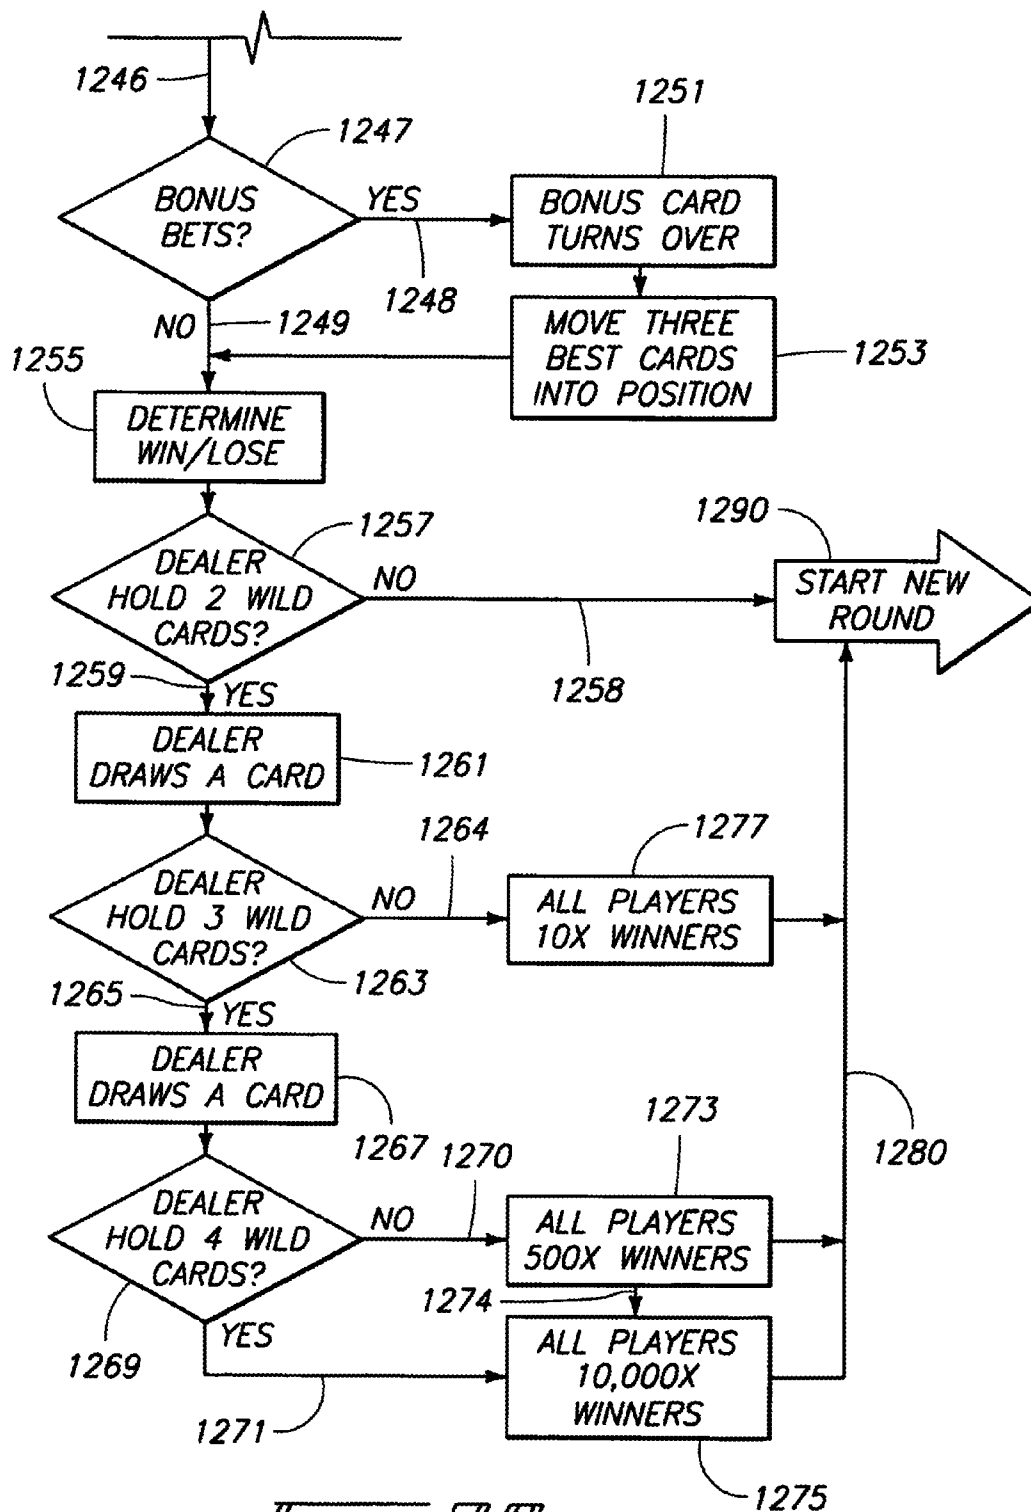 1246
1247
BONUS
BETS?
YES
1248
1251
BONUS CARD
TURNS OVER
NO
1249
MOVE THREE
BEST CARDS
INTO POSITION
1253
1255
DETERMINE
WIN/LOSE
1257
DEALER
HOLD 2 WILD
CARDS?
NO
1258
1290
START NEW
ROUND
1259
YES
DEALER
DRAWS A CARD
1261
DEALER
HOLD 3 WILD
CARDS?
1263
NO
1264
1277
ALL PLAYERS
10X WINNERS
1265
YES
DEALER
DRAWS A CARD
1267
1280
DEALER
HOLD 4 WILD
CARDS?
1269
NO
1270
1273
ALL PLAYERS
500X WINNERS
1274
YES
1271
ALL PLAYERS
10,000X
WINNERS
1275